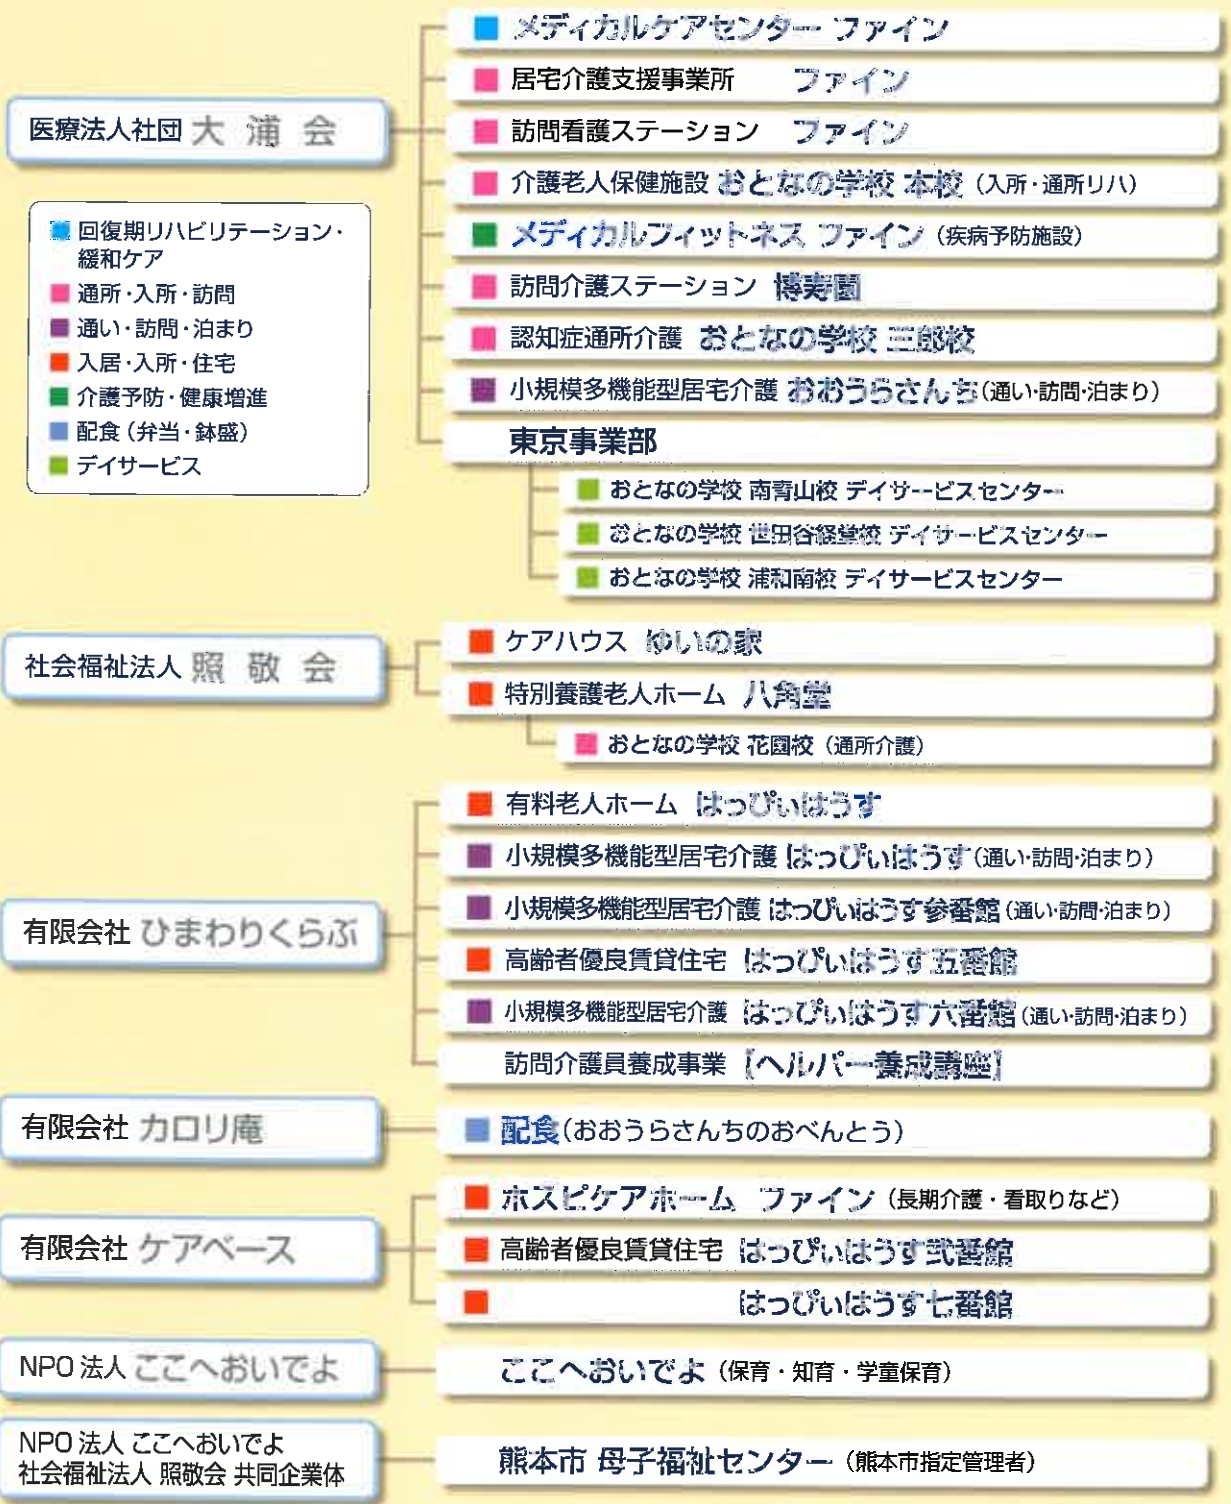 医療法人社団 大浦会
メディカルケアセンター ファイン
居宅介護支援事業所 ファイン
訪問看護ステーション ファイン
介護老人保健施設 おとなの学校 本校（入所・通所リハ）
メディカルフィットネス ファイン（疾病予防施設）
訪問介護ステーション 博寿園
認知症通所介護 おとなの学校 三郎校
小規模多機能型居宅介護 おおうらさんち（通い・訪問・泊まり）
東京事業部
おとなの学校 南青山校 デイサービスセンター
おとなの学校 世田谷経堂校 デイサービスセンター
おとなの学校 浦和南校 デイサービスセンター
回復期リハビリテーション・
緩和ケア
通所・入所・訪問
通い・訪問・泊まり
入居・入所・住宅
介護予防・健康増進
配食（弁当・鉢盛）
デイサービス
社会福祉法人 照敬会
ケアハウス ゆいの家
特別養護老人ホーム 八角堂
おとなの学校 花園校（通所介護）
有限会社 ひまわりくらぶ
有料老人ホーム はっぴぃはうす
小規模多機能型居宅介護 はっぴぃはうす（通い・訪問・泊まり）
小規模多機能型居宅介護 はっぴぃはうす参番館（通い・訪問・泊まり）
高齢者優良賃貸住宅 はっぴぃはうす五番館
小規模多機能型居宅介護 はっぴぃはうす六番館（通い・訪問・泊まり）
訪問介護員養成事業 【ヘルパー養成講座】
有限会社 カロリ庵
配食（おおうらさんちのおべんとう）
有限会社 ケアベース
ホスピケアホーム ファイン（長期介護・看取りなど）
高齢者優良賃貸住宅 はっぴぃはうす弐番館
はっぴぃはうす七番館
NPO 法人 ここへおいでよ
ここへおいでよ（保育・知育・学童保育）
NPO 法人 ここへおいでよ
社会福祉法人 照敬会 共同企業体
熊本市 母子福祉センター（熊本市指定管理者）